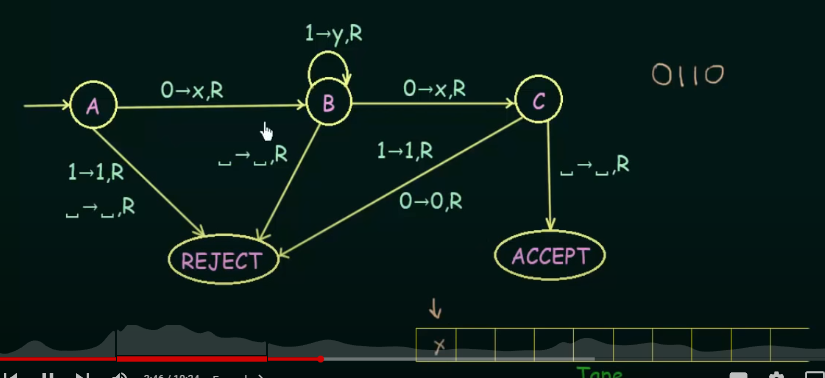 1→y,R
0→x,R
0→x,R
0110
A
B
C
1→1,R
␣→␣,R
␣→␣,R
1→1,R
0→0,R
␣→␣,R
REJECT
ACCEPT
↓
x
Tape